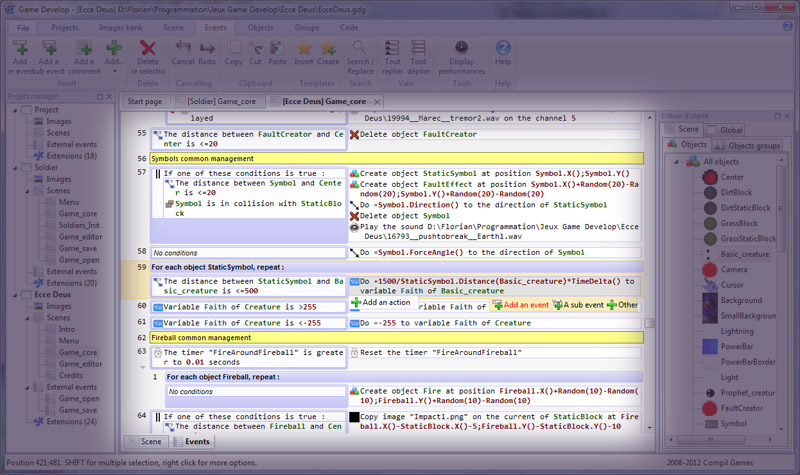 Game Develop - [Ecce Deus] D:\Florian\Programmation\Jeux Game Develop\Ecce Deus\EcceDeus.gdg
File Projects Images bank Scene Events Objects Groups Code
Add an event Add a sub event Add a comment Add... Delete selection Cancel Redo Copy Cut Paste Insert Create Search / Replace Tout replier Tout déplier Display performances Help
Insert Delete Cancelling Clipboard Templates Search View Tools Help
Project manager
Project
Images
Scenes
External events
Extensions (18)
Soldier
Images
Scenes
Menu
Game_core
Soldiers_Init
Game_editor
Game_save
External events
Extensions (20)
Ecce Deus
Images
Scenes
Intro
Menu
Game_core
Game_editor
Credits
External events
Game_open
Game_save
Extensions (24)
Start page [Soldier] Game_core [Ecce Deus] Game_core
layed
Deus\19994__Marec__tremor2.wav on the channel 5
55 The distance between FaultCreator and Center is <=20
Delete object FaultCreator
56 Symbols common management
57 If one of these conditions is true :
The distance between Symbol and Center is <=20
Symbol is in collision with StaticBlock
Create object StaticSymbol at position Symbol.X();Symbol.Y()
Create object FaultEffect at position Symbol.X()+Random(20)-Random(20);Symbol.Y()+Random(20)-Random(20)
Do =Symbol.Direction() to the direction of StaticSymbol
Delete object Symbol
Play the sound D:\Florian\Programmation\Jeux Game Develop\Ecce Deus\16793__pushtobreak__Earth1.wav
58 No conditions
Do =Symbol.ForceAngle() to the direction of Symbol
59 For each object StaticSymbol, repeat :
The distance between StaticSymbol and Basic_creature is <=500
Do +1500/StaticSymbol.Distance(Basic_creature)*TimeDelta() to variable Faith of Basic_creature
Add an action
60 Variable Faith of Creature is >255
variable Faith of
Add an event A sub event Other
61 Variable Faith of Creature is <-255
Do =-255 to variable Faith of Creature
62 Fireball common management
63 The timer "FireAroundFireball" is greater to 0.01 seconds
Reset the timer "FireAroundFireball"
1 For each object Fireball, repeat :
No conditions
Create object Fire at position Fireball.X()+Random(10)-Random(10);Fireball.Y()+Random(10)-Random(10)
64 If one of these conditions is true :
The distance between Fireball and Cen
Copy image "Impact1.png" on the current of StaticBlock at Fireball.X()-StaticBlock.X()-5;Fireball.Y()-StaticBlock.Y()-10
Scene Events
Editeur d'objets
Scene Global
Objects Objects groups
All objects
Center
DirtBlock
DirtStaticBlock
GrassBlock
GrassStaticBlock
Basic_creature
Camera
Cursor
Background
SmallBackground
Lightning
PowerBar
PowerBarBorder
Light
Prophet_creatur
FaultCreator
Symbol
Position 421;481. SHIFT for multiple selection, right click for more options.
2008-2012 Compil Games